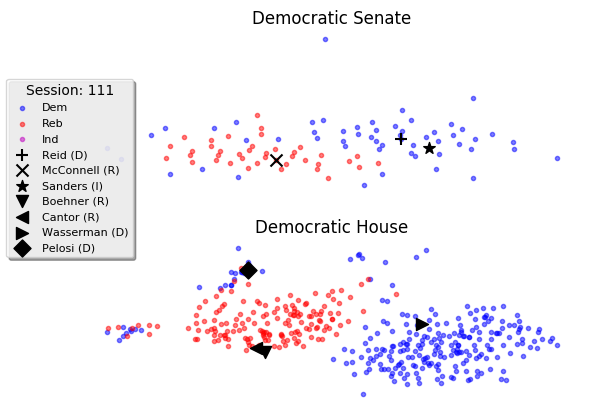 Democratic Senate
Session: 111
Dem
Reb
Ind
Reid (D)
McConnell (R)
Sanders (I)
Boehner (R)
Cantor (R)
Wasserman (D)
Pelosi (D)
Democratic House